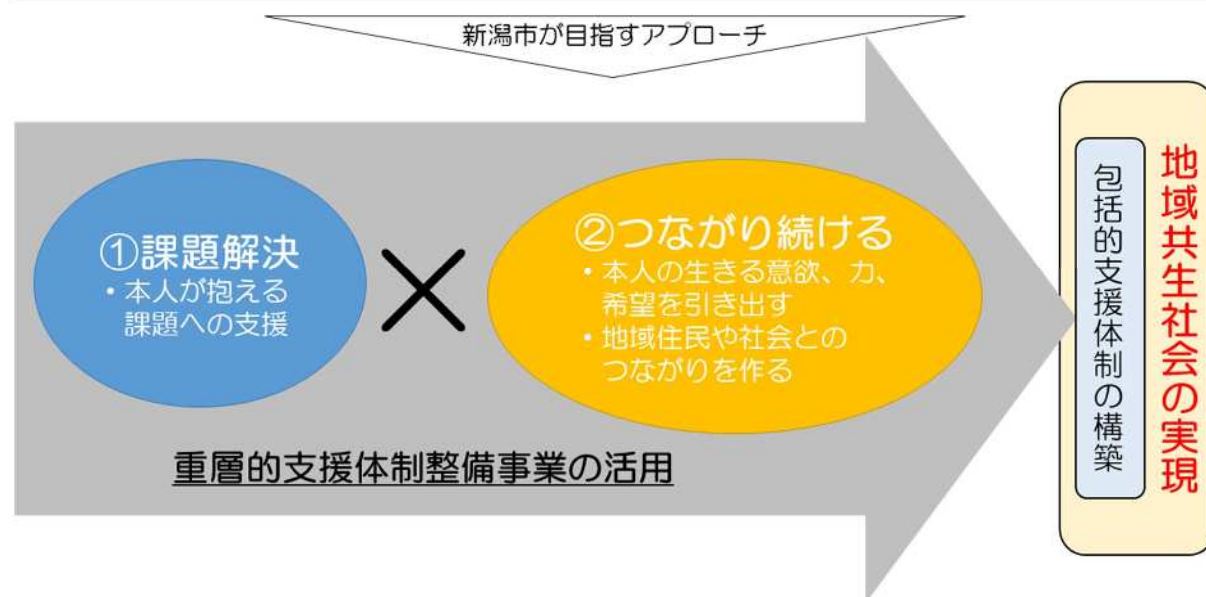 新潟市が目指すアプローチ
①課題解決
・本人が抱える
課題への支援
×
②つながり続ける
・本人の生きる意欲、力、
希望を引き出す
・地域住民や社会との
つながりを作る
重層的支援体制整備事業の活用
包括的支援体制の構築
地域共生社会の実現